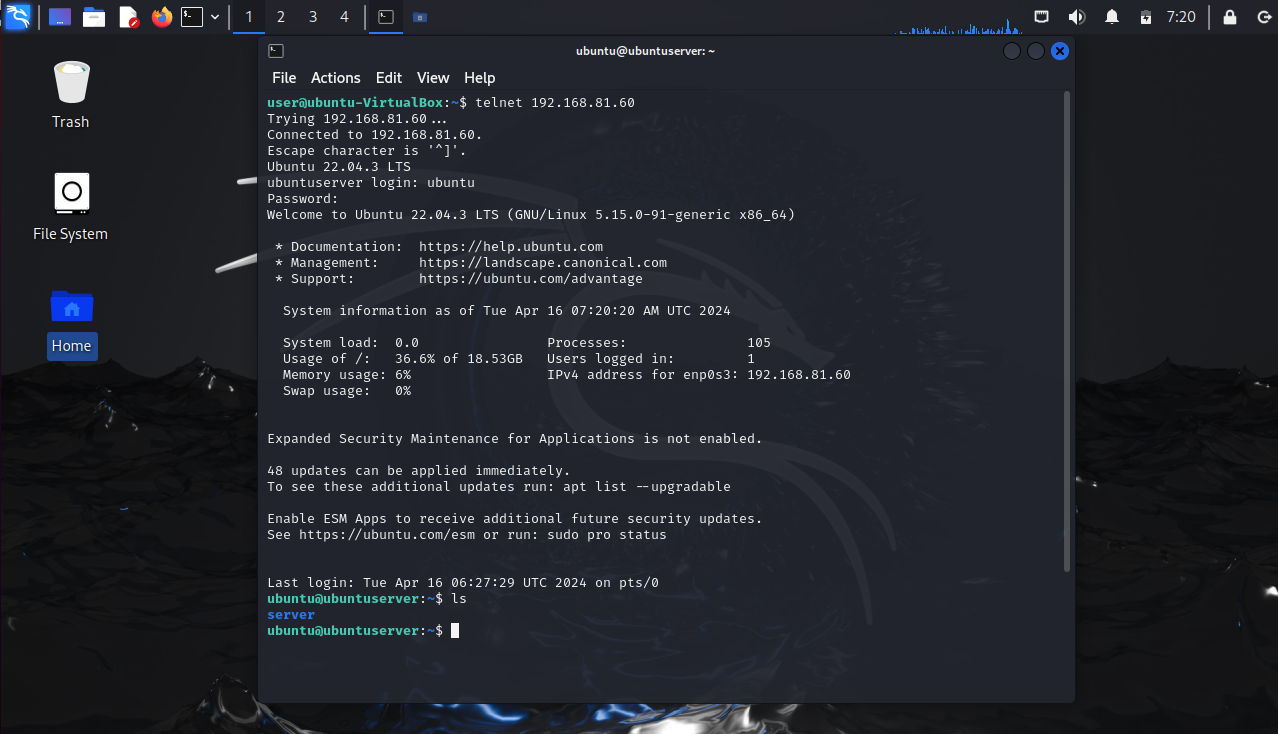 1 2 3 4 7:20
Trash
File System
Home
ubuntu@ubuntuserver: ~
File Actions Edit View Help
user@ubuntu-VirtualBox:~$ telnet 192.168.81.60
Trying 192.168.81.60...
Connected to 192.168.81.60.
Escape character is '^]'.
Ubuntu 22.04.3 LTS
ubuntuserver login: ubuntu
Password:
Welcome to Ubuntu 22.04.3 LTS (GNU/Linux 5.15.0-91-generic x86_64)
* Documentation: https://help.ubuntu.com
* Management: https://landscape.canonical.com
* Support: https://ubuntu.com/advantage
System information as of Tue Apr 16 07:20:20 AM UTC 2024
System load: 0.0 Processes: 105
Usage of /: 36.6% of 18.53GB Users logged in: 1
Memory usage: 6% IPv4 address for enp0s3: 192.168.81.60
Swap usage: 0%
Expanded Security Maintenance for Applications is not enabled.
48 updates can be applied immediately.
To see these additional updates run: apt list --upgradable
Enable ESM Apps to receive additional future security updates.
See https://ubuntu.com/esm or run: sudo pro status
Last login: Tue Apr 16 06:27:29 UTC 2024 on pts/0
ubuntu@ubuntuserver:~$ ls
server
ubuntu@ubuntuserver:~$